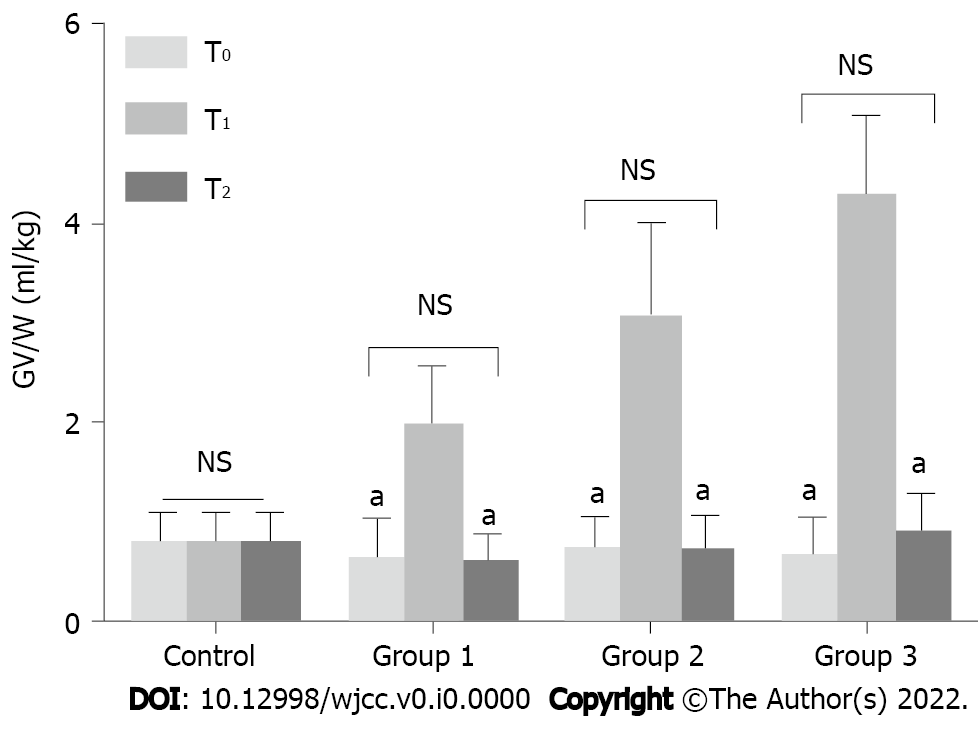 6
T0
NS
T1
NS
T2
4
GV/W (ml/kg)
NS
2
NS
a
a
a
a
a
a
0
Control
Group 1
Group 2
Group 3
DOI: 10.12998/wjcc.v0.i0.0000 Copyright ©The Author(s) 2022.